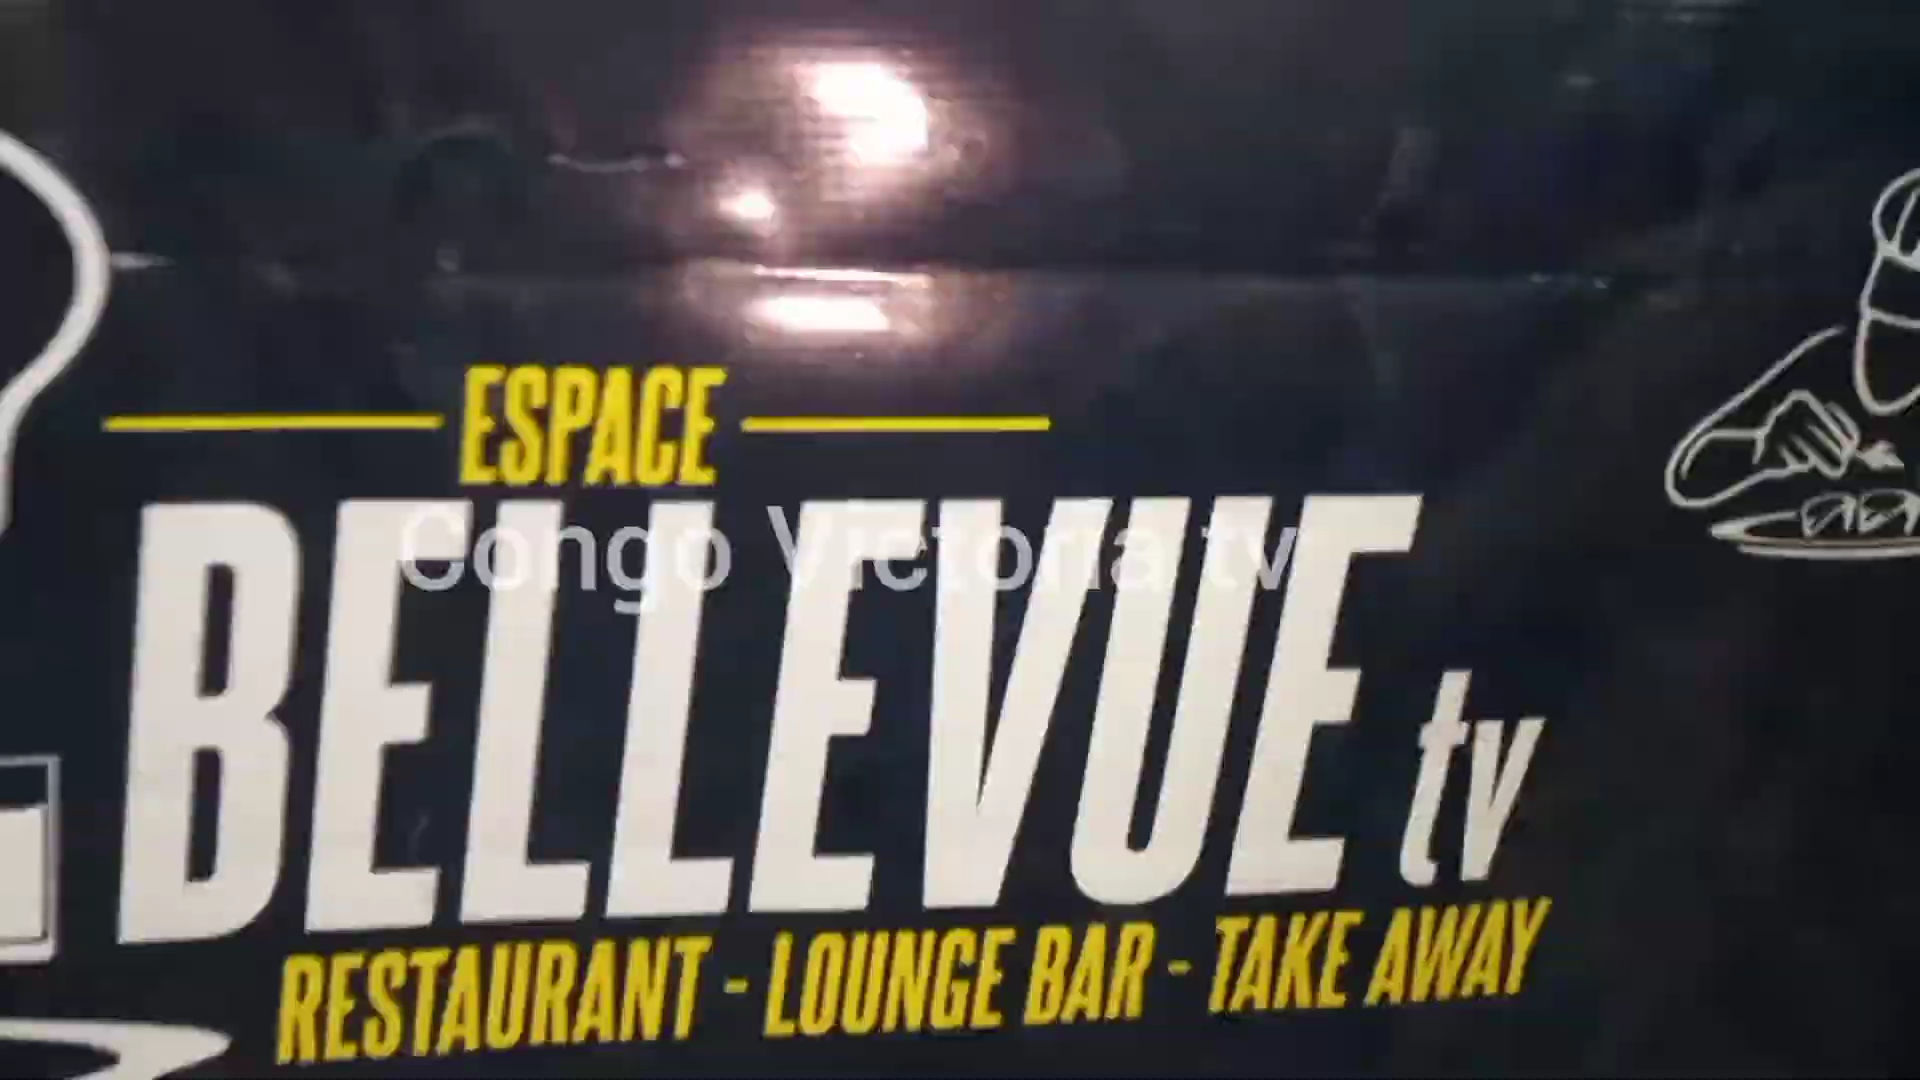 ESPACE
BELLEVUE tv
Congo Victoria tv
RESTAURANT - LOUNGE BAR - TAKE AWAY